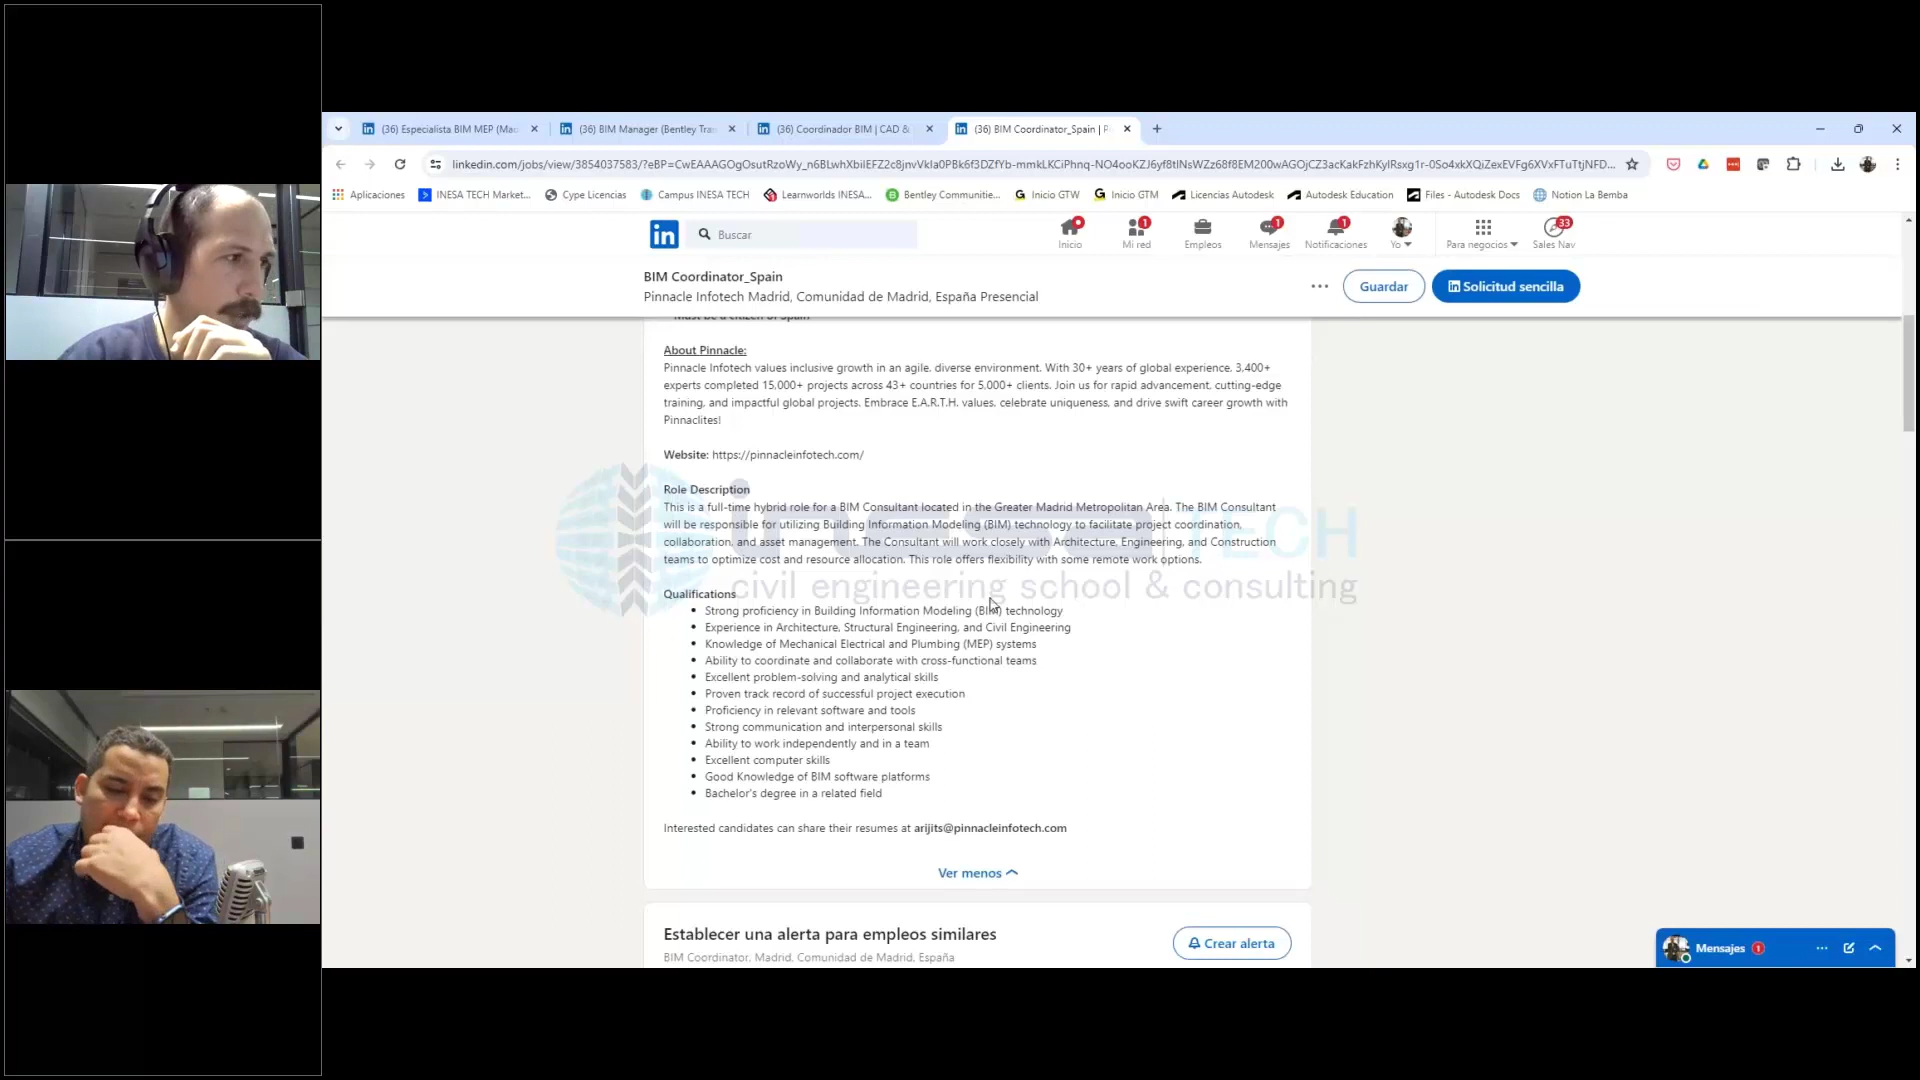 (36) Especialista BIM MEP (Mad
(36) BIM Manager (Bentley Tra
(36) Coordinador BIM | CAD &
(36) BIM Coordinator_Spain | P
Aplicaciones
INESA TECH Market...
Cype Licencias
Campus INESA TECH
Learnworlds INESA...
Bentley Communitie...
Inicio GTW
Inicio GTM
Licencias Autodesk
Autodesk Education
Files - Autodesk Docs
Notion La Bemba
in
Buscar
Inicio
Mi red
1
Empleos
Mensajes
1
Notificaciones
1
Yo
Para negocios
Sales Nav
33
BIM Coordinator_Spain
Pinnacle Infotech Madrid, Comunidad de Madrid, España Presencial
Guardar
Solicitud sencilla
Must be a citizen of Spain
About Pinnacle:
Pinnacle Infotech values inclusive growth in an agile, diverse environment. With 30+ years of global experience, 3,400+
experts completed 15,000+ projects across 43+ countries for 5,000+ clients. Join us for rapid advancement, cutting-edge
training, and impactful global projects. Embrace E.A.R.T.H. values, celebrate uniqueness, and drive swift career growth with
Pinnaclites!
Website: https://pinnacleinfotech.com/
Role Description
This is a full-time hybrid role for a BIM Consultant located in the Greater Madrid Metropolitan Area. The BIM Consultant
will be responsible for utilizing Building Information Modeling (BIM) technology to facilitate project coordination,
collaboration, and asset management. The Consultant will work closely with Architecture, Engineering, and Construction
teams to optimize cost and resource allocation. This role offers flexibility with some remote work options.
inesa TECH
civil engineering school & consulting
Qualifications
Strong proficiency in Building Information Modeling (BIM) technology
Experience in Architecture, Structural Engineering, and Civil Engineering
Knowledge of Mechanical Electrical and Plumbing (MEP) systems
Ability to coordinate and collaborate with cross-functional teams
Excellent problem-solving and analytical skills
Proven track record of successful project execution
Proficiency in relevant software and tools
Strong communication and interpersonal skills
Ability to work independently and in a team
Excellent computer skills
Good Knowledge of BIM software platforms
Bachelor's degree in a related field
Interested candidates can share their resumes at arijits@pinnacleinfotech.com
Ver menos
Establecer una alerta para empleos similares
BIM Coordinator, Madrid, Comunidad de Madrid, España
Crear alerta
Mensajes 1